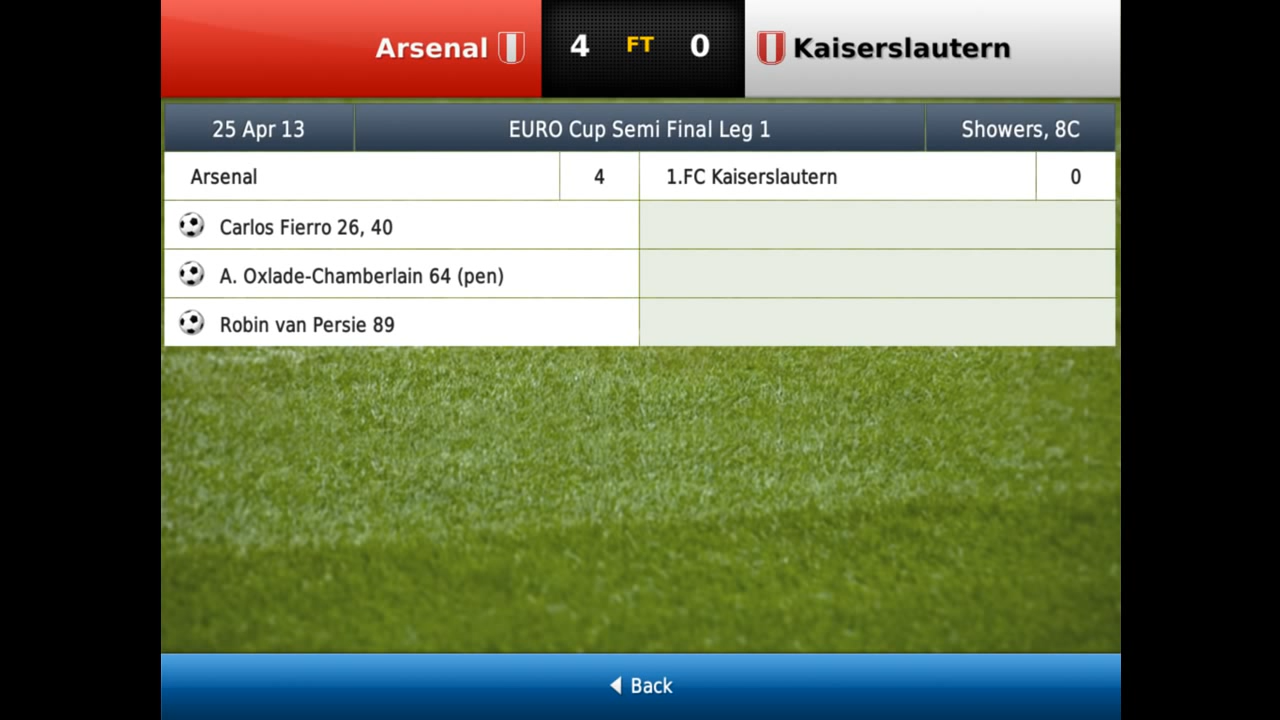 Arsenal 4 FT 0 Kaiserslautern
25 Apr 13 EURO Cup Semi Final Leg 1 Showers, 8C
Arsenal 4 1.FC Kaiserslautern 0
Carlos Fierro 26, 40
A. Oxlade-Chamberlain 64 (pen)
Robin van Persie 89
Back